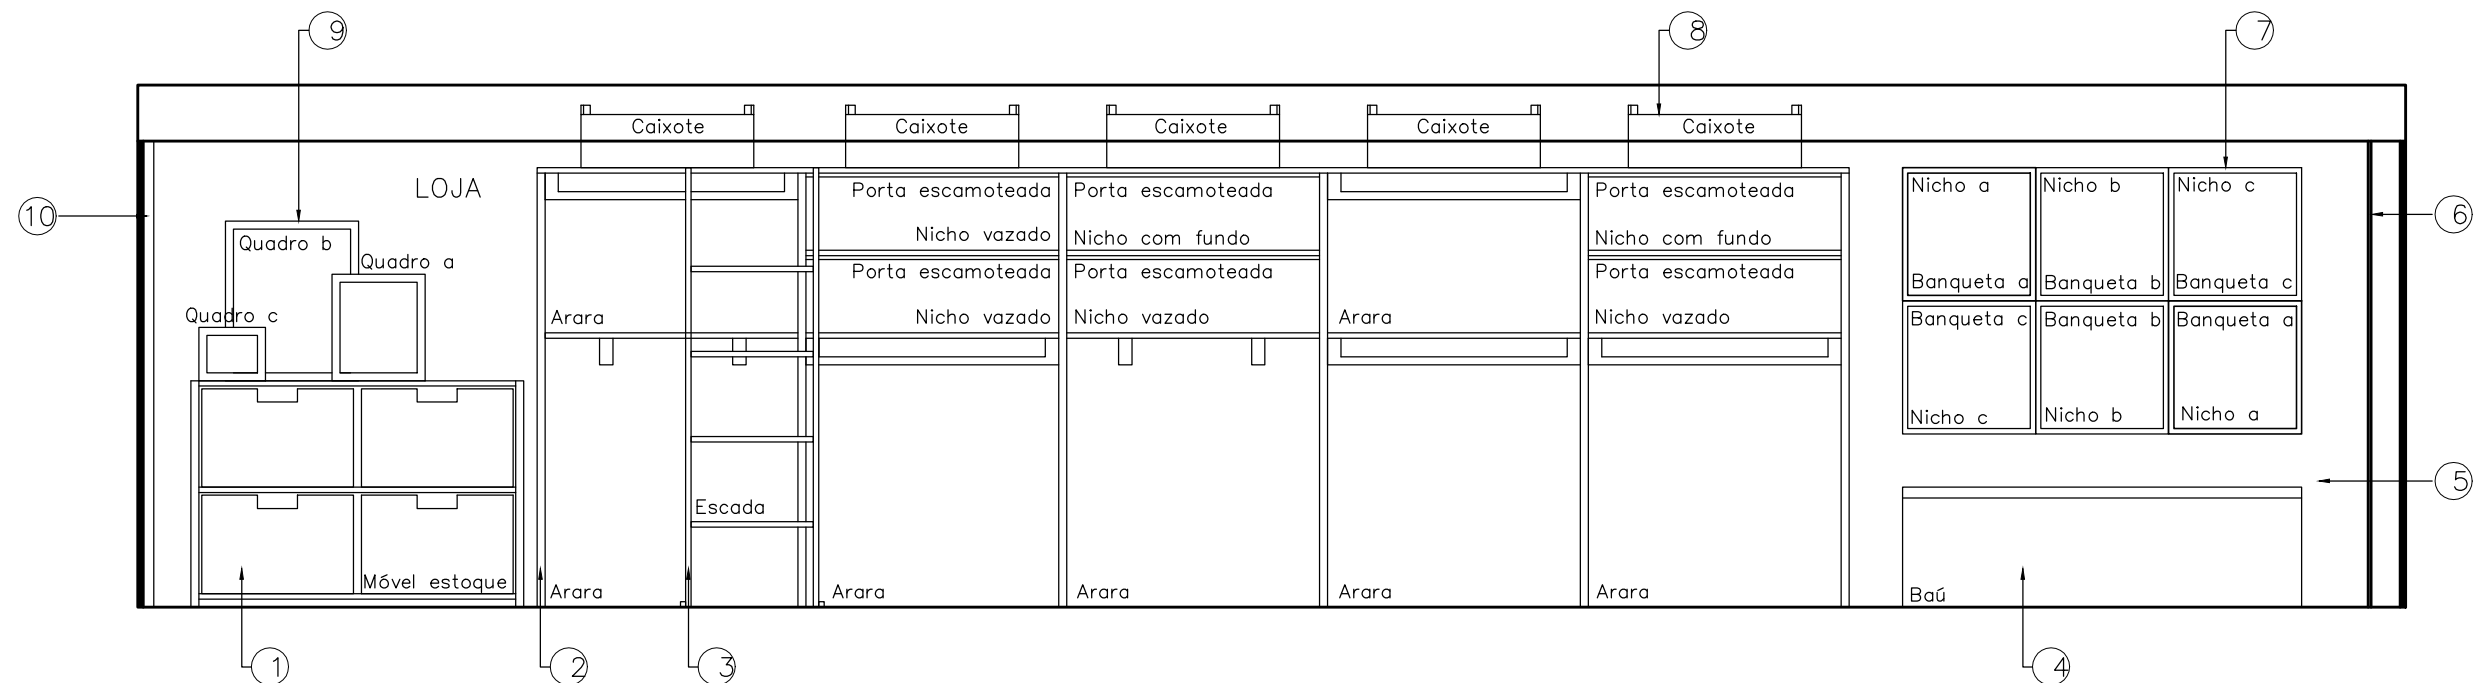 9
8
7
Caixote
Caixote
Caixote
Caixote
Caixote
LOJA
Porta escamoteada
Porta escamoteada
Porta escamoteada
Nicho a
Nicho b
Nicho c
10
6
Quadro b
Nicho vazado
Nicho com fundo
Nicho com fundo
Quadro a
Porta escamoteada
Porta escamoteada
Porta escamoteada
Banqueta a
Banqueta b
Banqueta c
Quadro c
Arara
Nicho vazado
Nicho vazado
Arara
Nicho vazado
Banqueta c
Banqueta b
Banqueta a
Nicho c
Nicho b
Nicho a
5
Escada
Móvel estoque
Arara
Arara
Arara
Arara
Arara
Baú
1
2
3
4